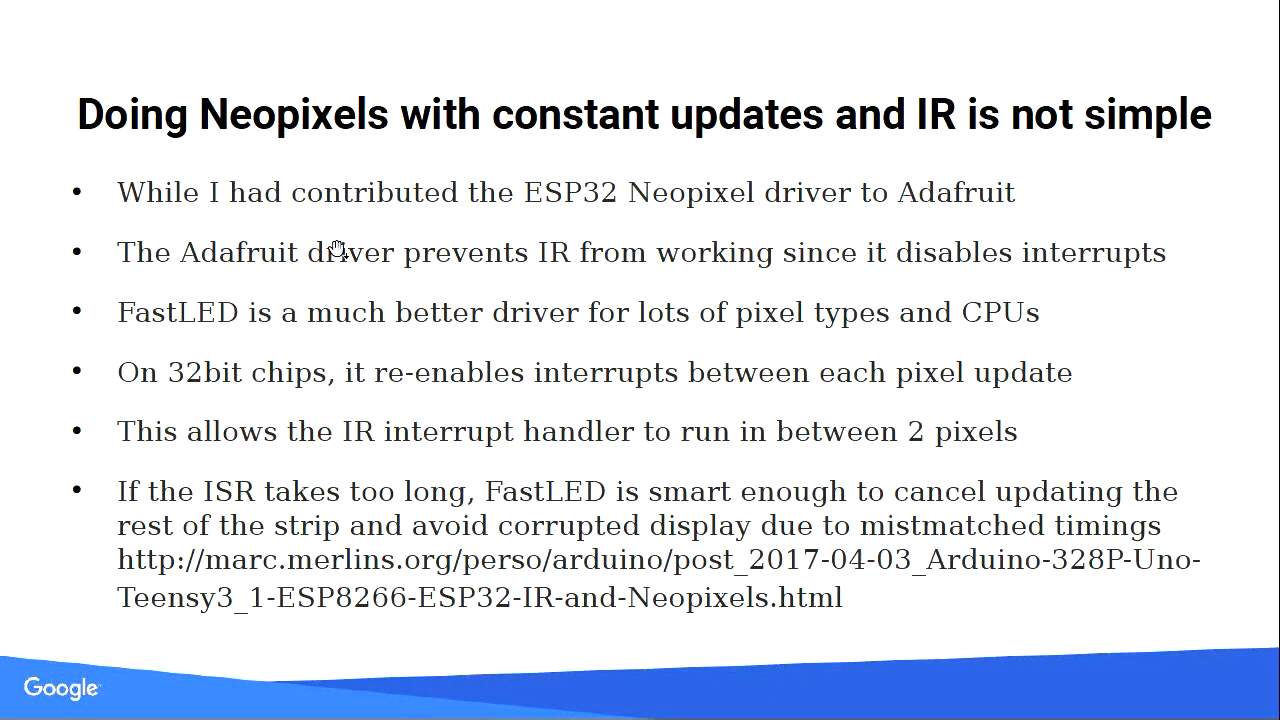 Doing Neopixels with constant updates and IR is not simple
• While I had contributed the ESP32 Neopixel driver to Adafruit
• The Adafruit driver prevents IR from working since it disables interrupts
• FastLED is a much better driver for lots of pixel types and CPUs
• On 32bit chips, it re-enables interrupts between each pixel update
• This allows the IR interrupt handler to run in between 2 pixels
• If the ISR takes too long, FastLED is smart enough to cancel updating the
rest of the strip and avoid corrupted display due to mistmatched timings
http://marc.merlins.org/perso/arduino/post_2017-04-03_Arduino-328P-Uno-
Teensy3_1-ESP8266-ESP32-IR-and-Neopixels.html
Google